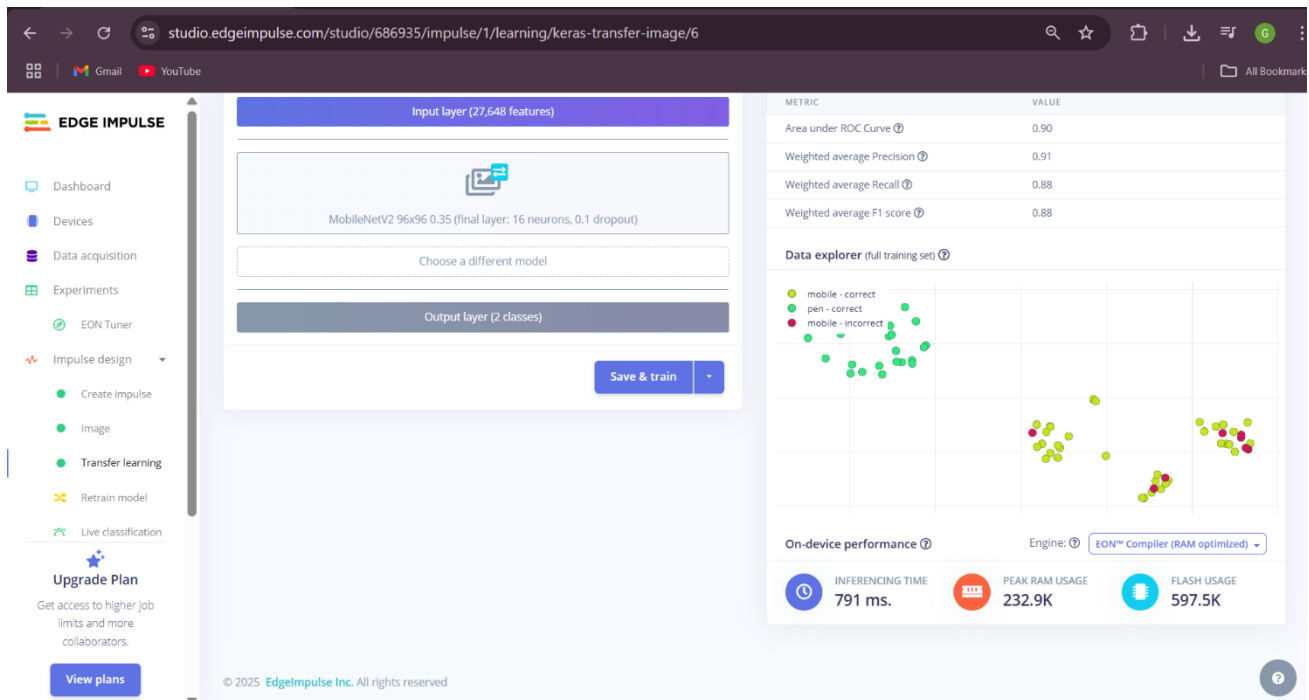 studio.edgeimpulse.com/studio/686935/impulse/1/learning/keras-transfer-image/6
G
Gmail
YouTube
All Bookmarks
EDGE IMPULSE
Dashboard
Devices
Data acquisition
Experiments
EON Tuner
Impulse design
Create impulse
Image
Transfer learning
Retrain model
Live classification
Upgrade Plan
Get access to higher job
limits and more
collaborators.
View plans
Input layer (27,648 features)
MobileNetV2 96x96 0.35 (final layer: 16 neurons, 0.1 dropout)
Choose a different model
Output layer (2 classes)
Save & train
METRIC VALUE
Area under ROC Curve ? 0.90
Weighted average Precision ? 0.91
Weighted average Recall ? 0.88
Weighted average F1 score ? 0.88
Data explorer (full training set) ?
mobile - correct
pen - correct
mobile - incorrect
On-device performance ? Engine: ? EON™ Compiler (RAM optimized)
INFERENCING TIME
791 ms.
PEAK RAM USAGE
232.9K
FLASH USAGE
597.5K
© 2025 EdgeImpulse Inc. All rights reserved
?